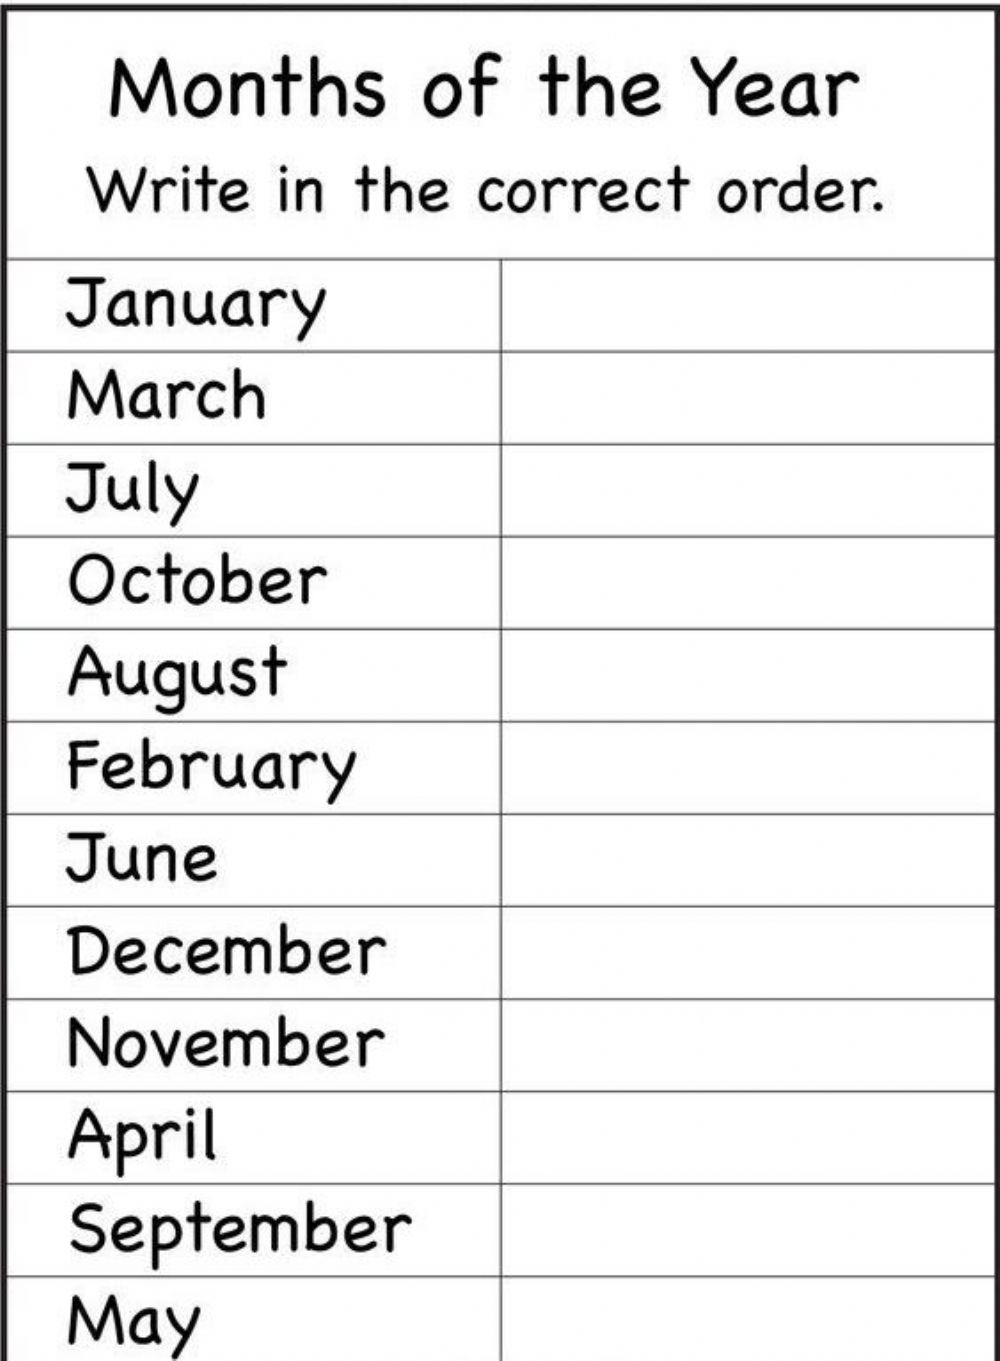 Months of the Year
Write in the correct order.
January
March
July
October
August
February
June
December
November
April
September
May